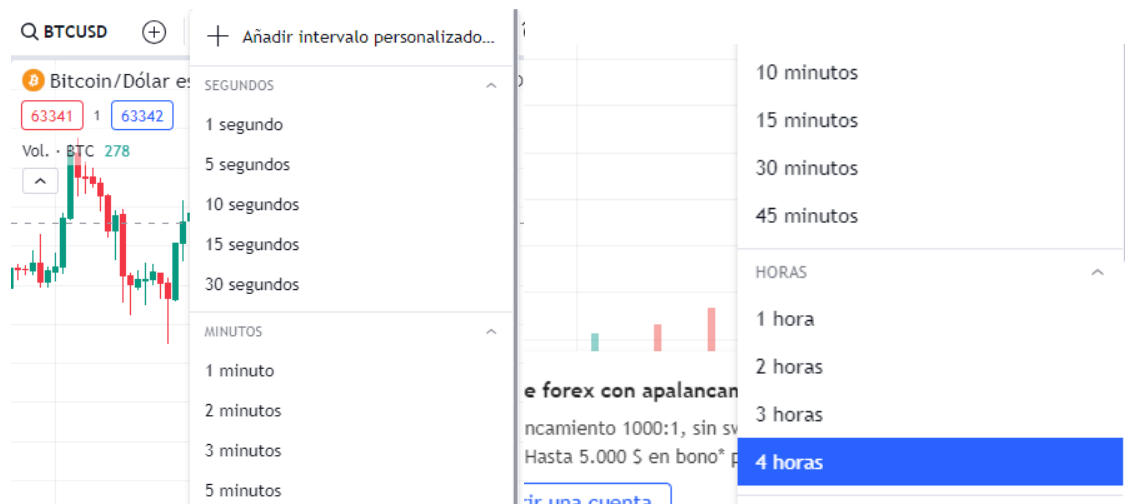 BTCUSD
Añadir intervalo personalizado...
Bitcoin/Dólar
63341 1 63342
Vol. · BTC 278
SEGUNDOS
1 segundo
5 segundos
10 segundos
15 segundos
30 segundos
MINUTOS
1 minuto
2 minutos
3 minutos
5 minutos
10 minutos
15 minutos
30 minutos
45 minutos
HORAS
1 hora
2 horas
3 horas
4 horas
e forex con apalancan
ncamiento 1000:1, sin sw
Hasta 5.000 $ en bono* p
una cuenta